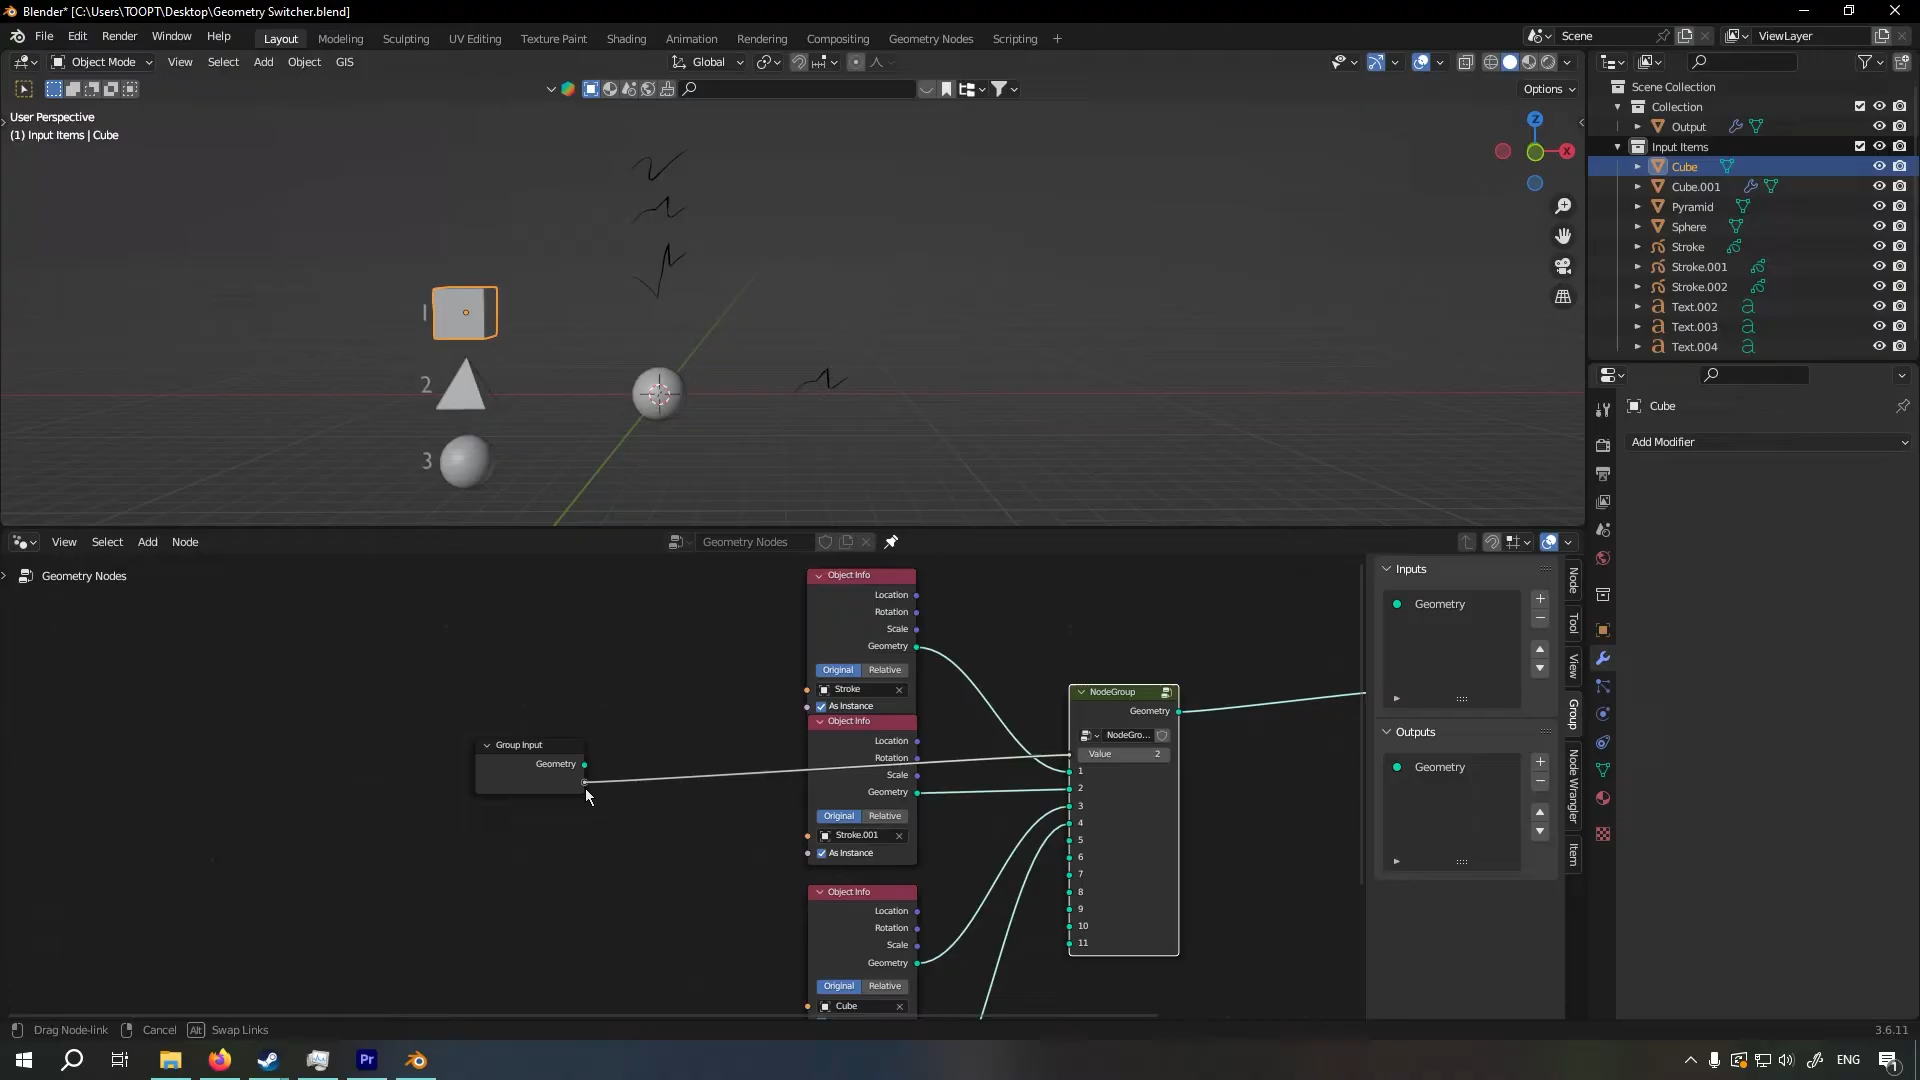 Blender* [C:\Users\TOOPT\Desktop\Geometry Switcher.blend]
File Edit Render Window Help Layout Modeling Sculpting UV Editing Texture Paint Shading Animation Rendering Compositing Geometry Nodes Scripting + Scene ViewLayer
Object Mode View Select Add Object GIS Global
Options
User Perspective
(1) Input Items | Cube
Z
X
1
2
3
Scene Collection
Collection
Output
Input Items
Cube
Cube.001
Pyramid
Sphere
Stroke
Stroke.001
Stroke.002
Text.002
Text.003
Text.004
Cube
Add Modifier
View Select Add Node Geometry Nodes
Geometry Nodes
Group Input
Geometry
Object Info
Location
Rotation
Scale
Geometry
Original Relative
Stroke
As Instance
Object Info
Location
Rotation
Scale
Geometry
Original Relative
Stroke.001
As Instance
Object Info
Location
Rotation
Scale
Geometry
Original Relative
Cube
NodeGroup
Geometry
NodeGro...
Value 2
1
2
3
4
5
6
7
8
9
10
11
Inputs
Geometry
Outputs
Geometry
Node
Tool
View
Group
Node Wrangler
Item
Drag Node-link Cancel Alt Swap Links 3.6.11
Pr
ENG
1